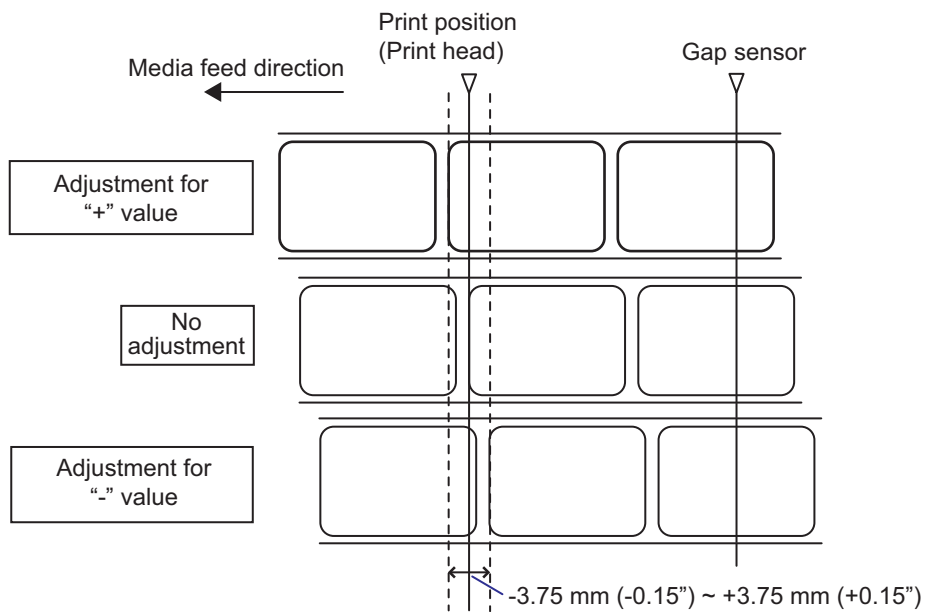 Print position
(Print head)
Gap sensor
Media feed direction
Adjustment for
“+” value
No
adjustment
Adjustment for
“-” value
-3.75 mm (-0.15”) ~ +3.75 mm (+0.15”)